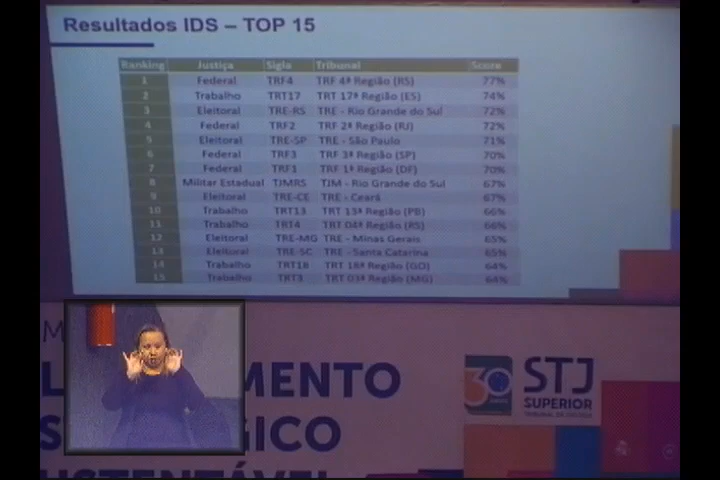 Resultados IDS – TOP 15
Ranking Justiça Sigla Tribunal Score
1 Federal TRF4 TRF 4ª Região (RS) 77%
2 Trabalho TRT17 TRT 17ª Região (ES) 74%
3 Eleitoral TRE-RS TRE - Rio Grande do Sul 72%
4 Federal TRF2 TRF 2ª Região (RJ) 72%
5 Eleitoral TRE-SP TRE - São Paulo 71%
6 Federal TRF3 TRF 3ª Região (SP) 70%
7 Federal TRF1 TRF 1ª Região (DF) 70%
8 Militar Estadual TJMRS TJM - Rio Grande do Sul 67%
9 Eleitoral TRE-CE TRE - Ceará 67%
10 Trabalho TRT13 TRT 13ª Região (PB) 66%
11 Trabalho TRT4 TRT 04ª Região (RS) 66%
12 Eleitoral TRE-MG TRE - Minas Gerais 65%
13 Eleitoral TRE-SC TRE - Santa Catarina 65%
14 Trabalho TRT18 TRT 18ª Região (GO) 64%
15 Trabalho TRT3 TRT 03ª Região (MG) 64%
MENTO
GICO
SUSTENTÁVEL
30 STJ
SUPERIOR
TRIBUNAL DE JUSTIÇA